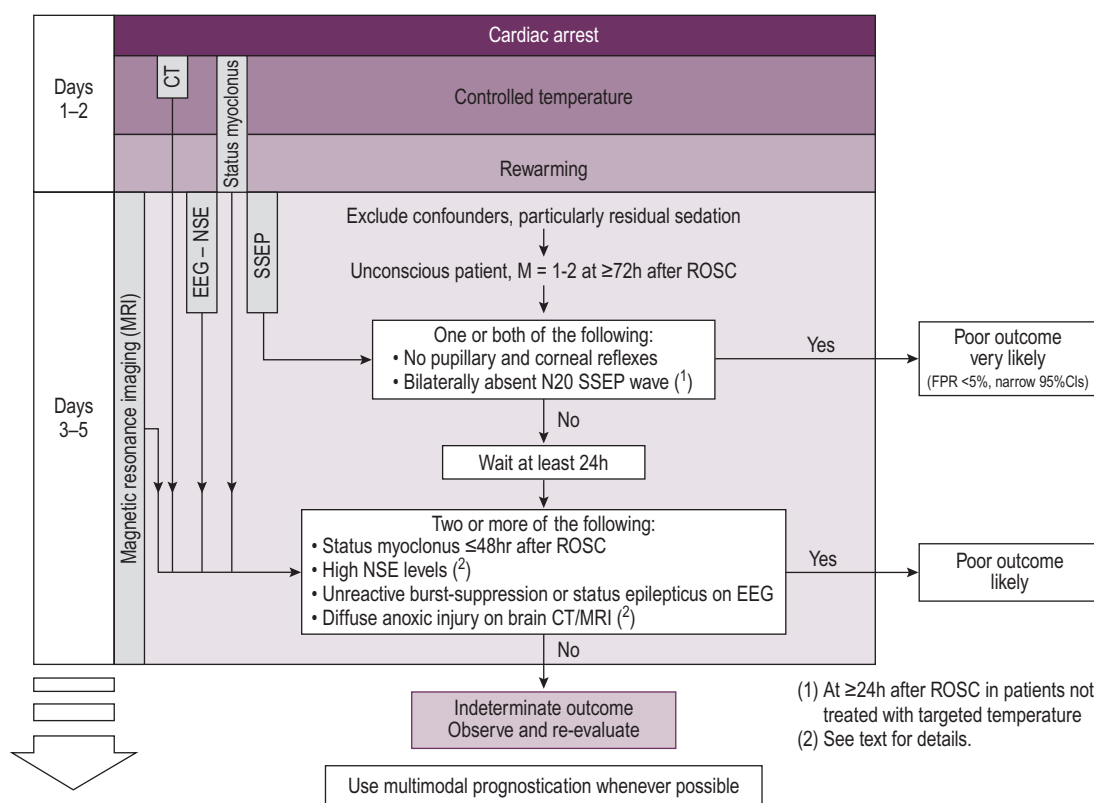 Cardiac arrest
Days
1–2
CT
Status myoclonus
Controlled temperature
Rewarming
Days
3–5
Magnetic resonance imaging (MRI)
EEG – NSE
SSEP
Exclude confounders, particularly residual sedation
Unconscious patient, M = 1-2 at ≥72h after ROSC
One or both of the following:
• No pupillary and corneal reflexes
• Bilaterally absent N20 SSEP wave (1)
Yes
Poor outcome
very likely
(FPR <5%, narrow 95%CIs)
No
Wait at least 24h
Two or more of the following:
• Status myoclonus ≤48hr after ROSC
• High NSE levels (2)
• Unreactive burst-suppression or status epilepticus on EEG
• Diffuse anoxic injury on brain CT/MRI (2)
Yes
Poor outcome
likely
No
Indeterminate outcome
Observe and re-evaluate
(1) At ≥24h after ROSC in patients not
treated with targeted temperature
(2) See text for details.
Use multimodal prognostication whenever possible